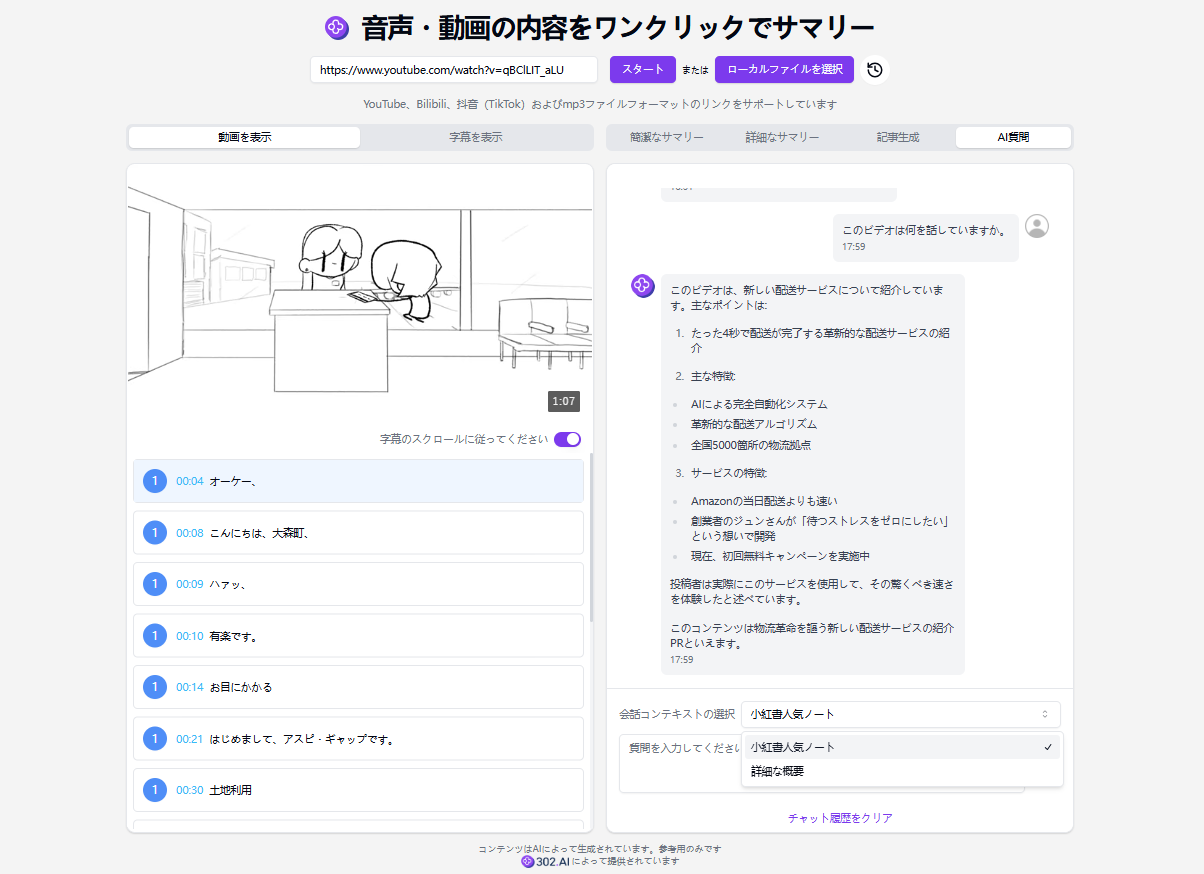 音声・動画の内容をワンクリックでサマリー
https://www.youtube.com/watch?v=qBClLIT_aLU
スタート
または
ローカルファイルを選択
YouTube、Bilibili、抖音（TikTok）およびmp3ファイルフォーマットのリンクをサポートしています
動画を表示
字幕を表示
簡潔なサマリー
詳細なサマリー
記事生成
AI質問
1:07
字幕のスクロールに従ってください
1 00:04 オーケー、
1 00:08 こんにちは、大森町、
1 00:09 ハァッ、
1 00:10 有楽です。
1 00:14 お目にかかる
1 00:21 はじめまして、アスピ・ギャップです。
1 00:30 土地利用
このビデオは何を話していますか。
17:59
このビデオは、新しい配送サービスについて紹介していま
す。主なポイントは:
1. たった4秒で配送が完了する革新的な配送サービスの紹
介
2. 主な特徴:
AIによる完全自動化システム
革新的な配送アルゴリズム
全国5000箇所の物流拠点
3. サービスの特徴:
Amazonの当日配送よりも速い
創業者のジュンさんが「待つストレスをゼロにしたい」
という想いで開発
現在、初回無料キャンペーンを実施中
投稿者は実際にこのサービスを使用して、その驚くべき速さ
を体験したと述べています。
このコンテンツは物流革命を謳う新しい配送サービスの紹介
PRといえます。
17:59
会話コンテキストの選択
小紅書人気ノート
質問を入力してください
小紅書人気ノート
詳細な概要
チャット履歴をクリア
コンテンツはAIによって生成されています。参考用のみです
302.AI によって提供されています